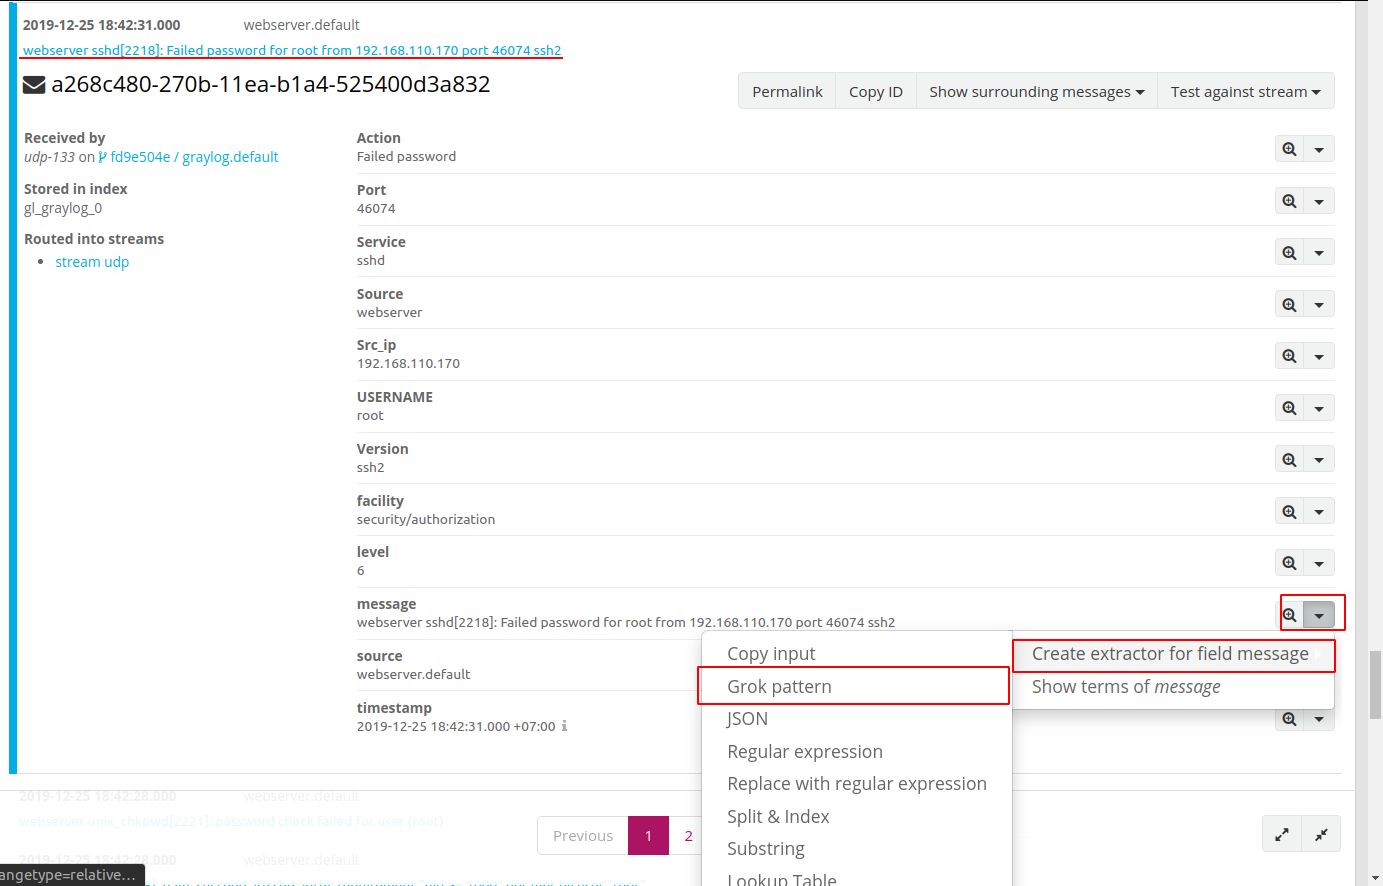 2019-12-25 18:42:31.000 webserver.default
webserver sshd[2218]: Failed password for root from 192.168.110.170 port 46074 ssh2
a268c480-270b-11ea-b1a4-525400d3a832
Permalink Copy ID Show surrounding messages Test against stream
Received by
udp-133 on fd9e504e / graylog.default
Stored in index
gl_graylog_0
Routed into streams
stream udp
Action
Failed password
Port
46074
Service
sshd
Source
webserver
Src_ip
192.168.110.170
USERNAME
root
Version
ssh2
facility
security/authorization
level
6
message
webserver sshd[2218]: Failed password for root from 192.168.110.170 port 46074 ssh2
source
webserver.default
timestamp
2019-12-25 18:42:31.000 +07:00
Create extractor for field message
Show terms of message
Copy input
Grok pattern
JSON
Regular expression
Replace with regular expression
Split & Index
Substring
Lookup Table
2019-12-25 18:42:28.000 webserver.default
webserver unix_chkpwd[2221]: password check failed for user (root)
Previous 1 2
2019-12-25 18:42:28.000 webserver.default
angetype=relative...